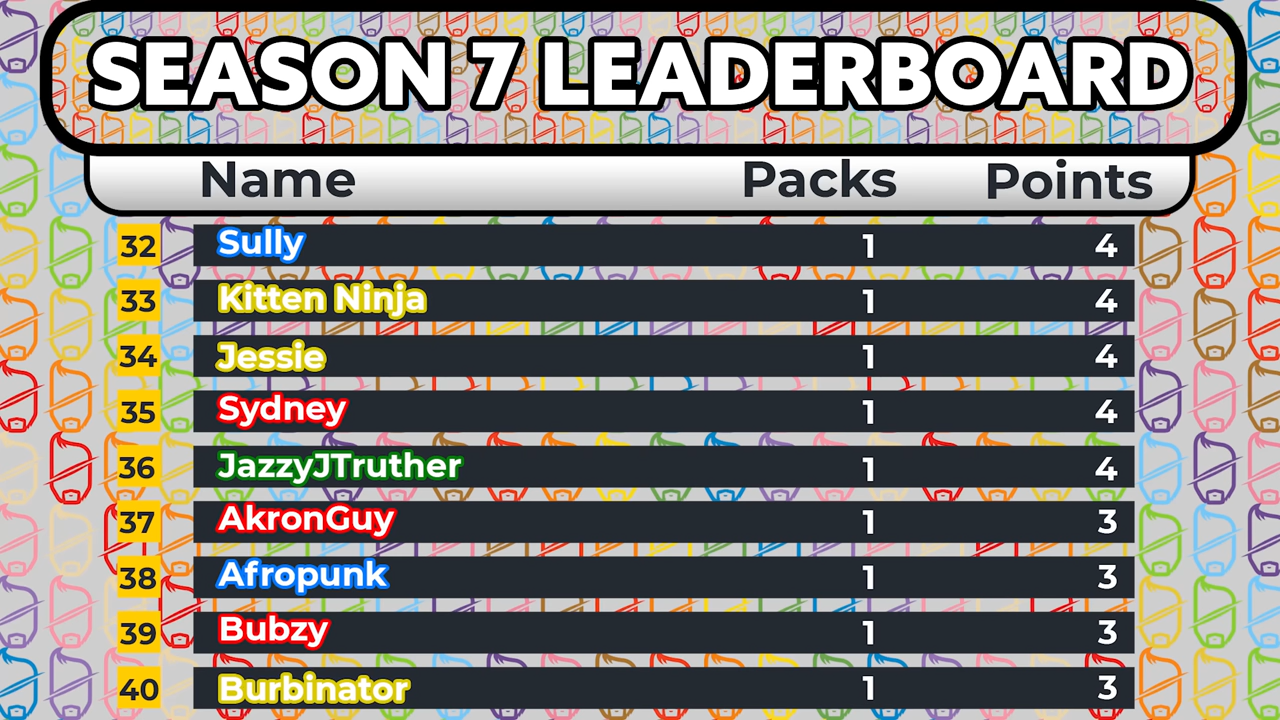 SEASON 7 LEADERBOARD
Name Packs Points
32 Sully 1 4
33 Kitten Ninja 1 4
34 Jessie 1 4
35 Sydney 1 4
36 JazzyJTruther 1 4
37 AkronGuy 1 3
38 Afropunk 1 3
39 Bubzy 1 3
40 Burbinator 1 3